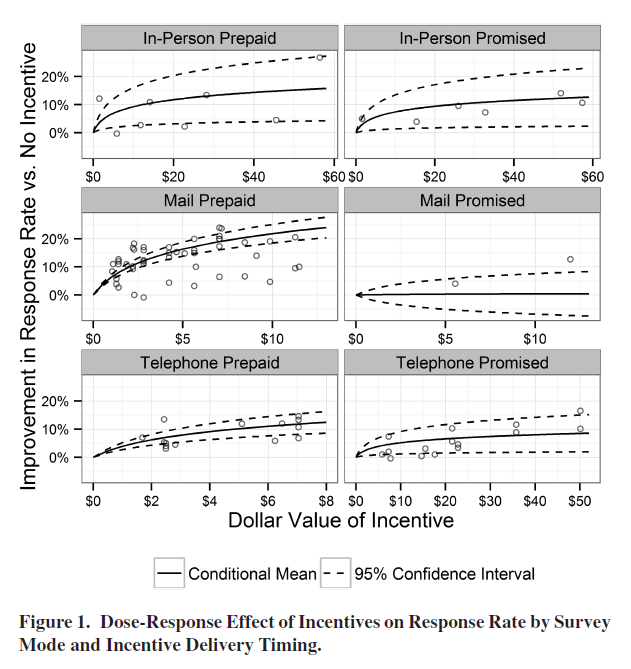 In-Person Prepaid
In-Person Promised
20%
10%
0%
$0 $20 $40 $60
$0 $20 $40 $60
Mail Prepaid
Mail Promised
20%
10%
0%
$0 $5 $10
$0 $5 $10
Telephone Prepaid
Telephone Promised
20%
10%
0%
$0 $2 $4 $6 $8
$0 $10 $20 $30 $40 $50
Improvement in Response Rate vs. No Incentive
Dollar Value of Incentive
Conditional Mean 95% Confidence Interval
Figure 1. Dose-Response Effect of Incentives on Response Rate by Survey
Mode and Incentive Delivery Timing.